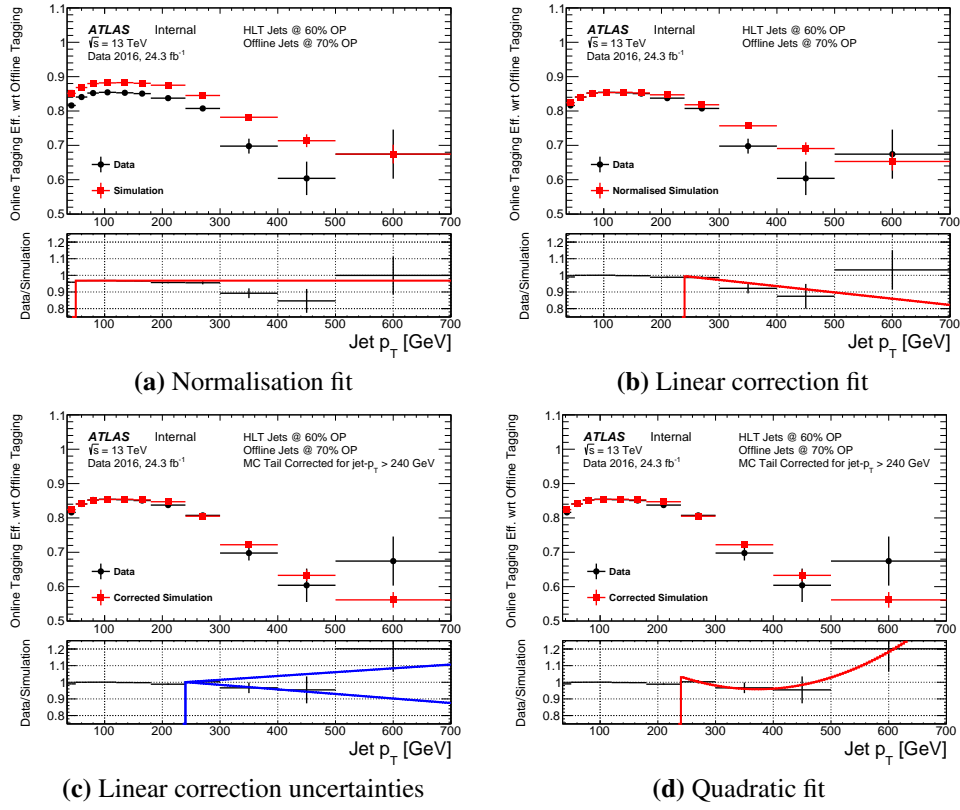 ATLAS Internal
√s = 13 TeV
Data 2016, 24.3 fb⁻¹
HLT Jets @ 60% OP
Offline Jets @ 70% OP
Online Tagging Eff. wrt Offline Tagging
1.1
1
0.9
0.8
0.7
0.6
0.5
Data
Simulation
Data/Simulation
1.2
1.1
1
0.9
0.8
100 200 300 400 500 600 700
Jet p_T [GeV]
(a) Normalisation fit
ATLAS Internal
√s = 13 TeV
Data 2016, 24.3 fb⁻¹
HLT Jets @ 60% OP
Offline Jets @ 70% OP
Online Tagging Eff. wrt Offline Tagging
1.1
1
0.9
0.8
0.7
0.6
0.5
Data
Normalised Simulation
Data/Simulation
1.2
1.1
1
0.9
0.8
100 200 300 400 500 600 700
Jet p_T [GeV]
(b) Linear correction fit
ATLAS Internal
√s = 13 TeV
Data 2016, 24.3 fb⁻¹
HLT Jets @ 60% OP
Offline Jets @ 70% OP
MC Tail Corrected for jet-p_T > 240 GeV
Online Tagging Eff. wrt Offline Tagging
1.1
1
0.9
0.8
0.7
0.6
0.5
Data
Corrected Simulation
Data/Simulation
1.2
1.1
1
0.9
0.8
100 200 300 400 500 600 700
Jet p_T [GeV]
(c) Linear correction uncertainties
ATLAS Internal
√s = 13 TeV
Data 2016, 24.3 fb⁻¹
HLT Jets @ 60% OP
Offline Jets @ 70% OP
MC Tail Corrected for jet-p_T > 240 GeV
Online Tagging Eff. wrt Offline Tagging
1.1
1
0.9
0.8
0.7
0.6
0.5
Data
Corrected Simulation
Data/Simulation
1.2
1.1
1
0.9
0.8
100 200 300 400 500 600 700
Jet p_T [GeV]
(d) Quadratic fit